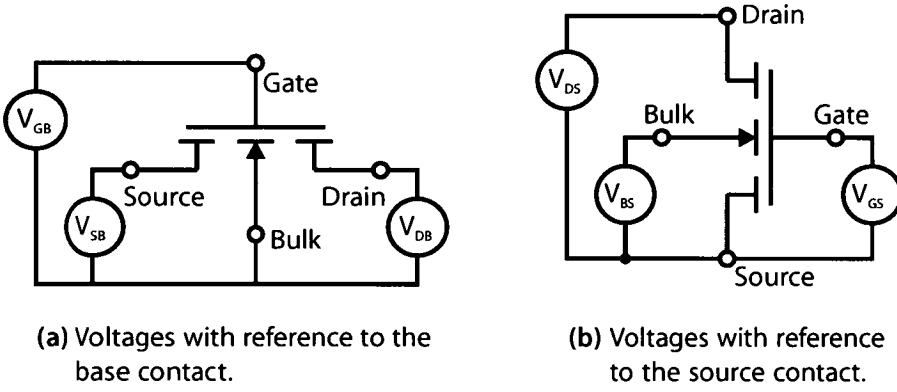 Gate
V_GB
Source
Drain
V_SB
Bulk
V_DB
(a) Voltages with reference to the
base contact.
Drain
V_DS
Bulk
Gate
V_BS
V_GS
Source
(b) Voltages with reference
to the source contact.